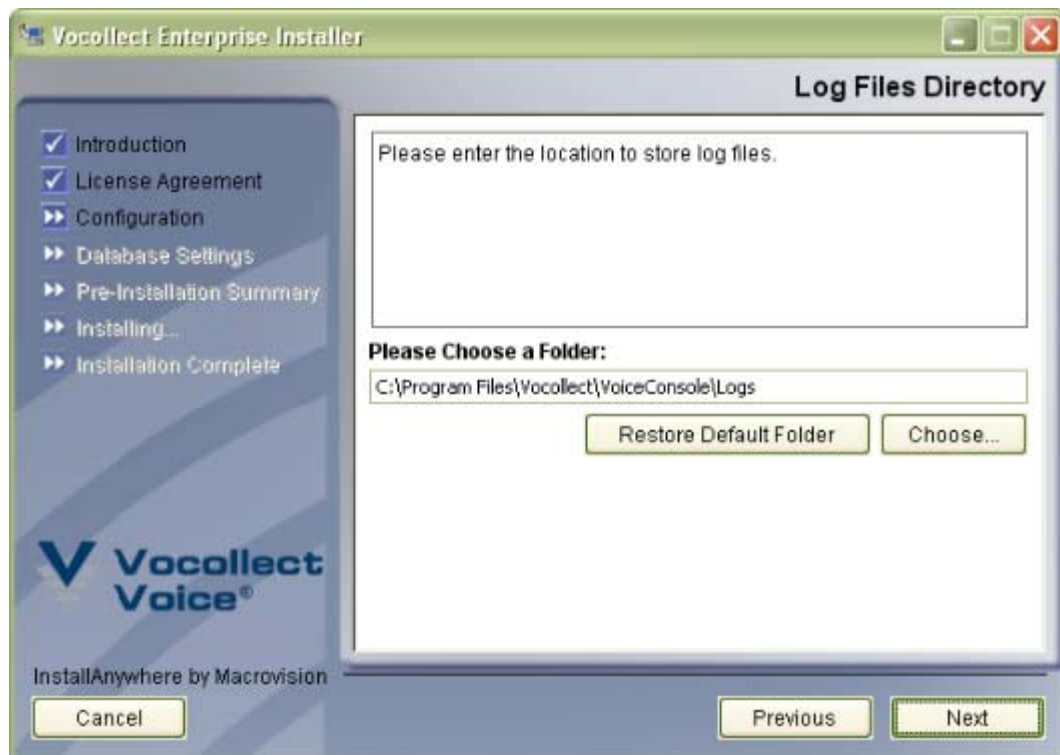 Vocollect Enterprise Installer
Log Files Directory
Introduction
License Agreement
Configuration
Database Settings
Pre-Installation Summary
Installing...
Installation Complete
Please enter the location to store log files.
Please Choose a Folder:
C:\Program Files\Vocollect\VoiceConsole\Logs
Restore Default Folder
Choose...
Vocollect
Voice®
InstallAnywhere by Macrovision
Cancel
Previous
Next